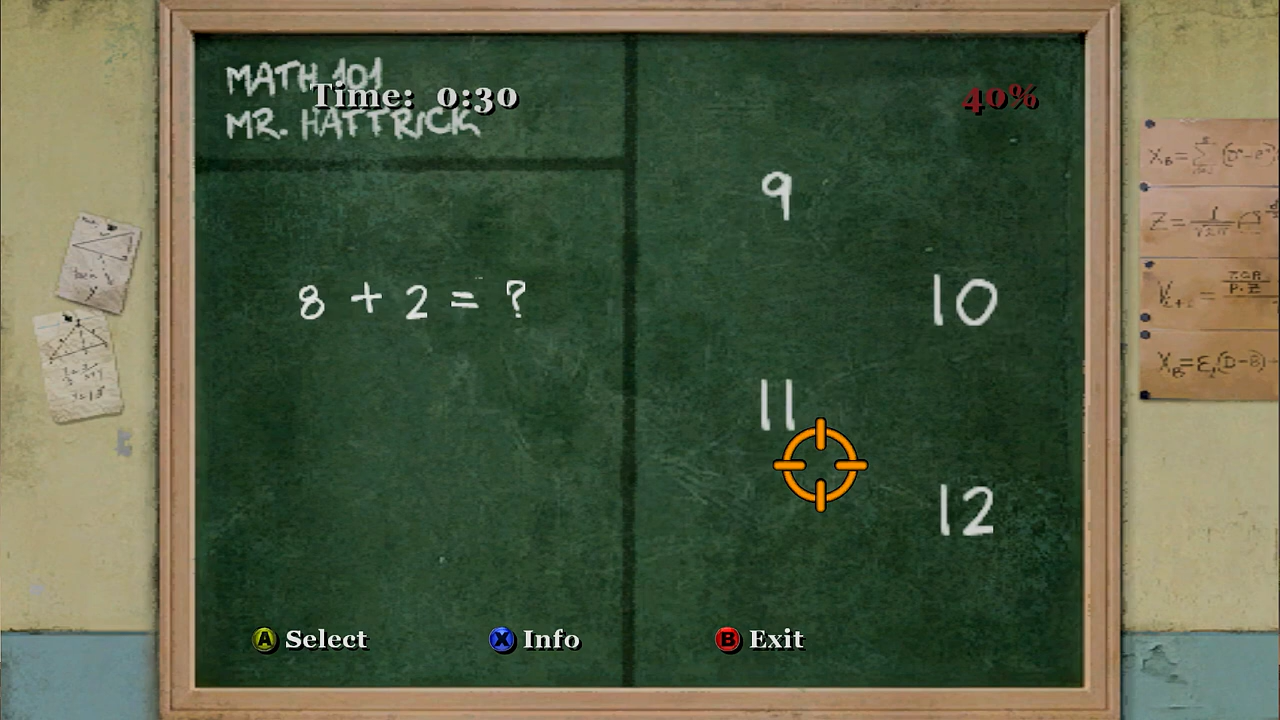 MATH 101
Time: 0:30
40%
MR. HATTRICK
8 + 2 = ?
9
10
11
12
A Select
X Info
B Exit